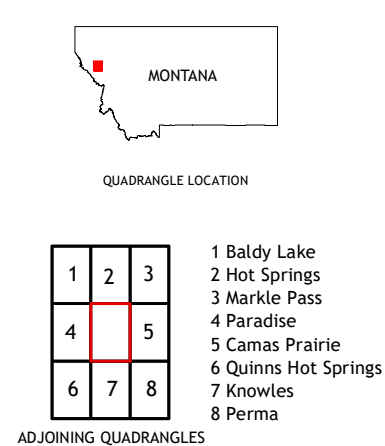 MONTANA
QUADRANGLE LOCATION
1 2 3
4 5
6 7 8
1 Baldy Lake
2 Hot Springs
3 Markle Pass
4 Paradise
5 Camas Prairie
6 Quinns Hot Springs
7 Knowles
8 Perma
ADJOINING QUADRANGLES